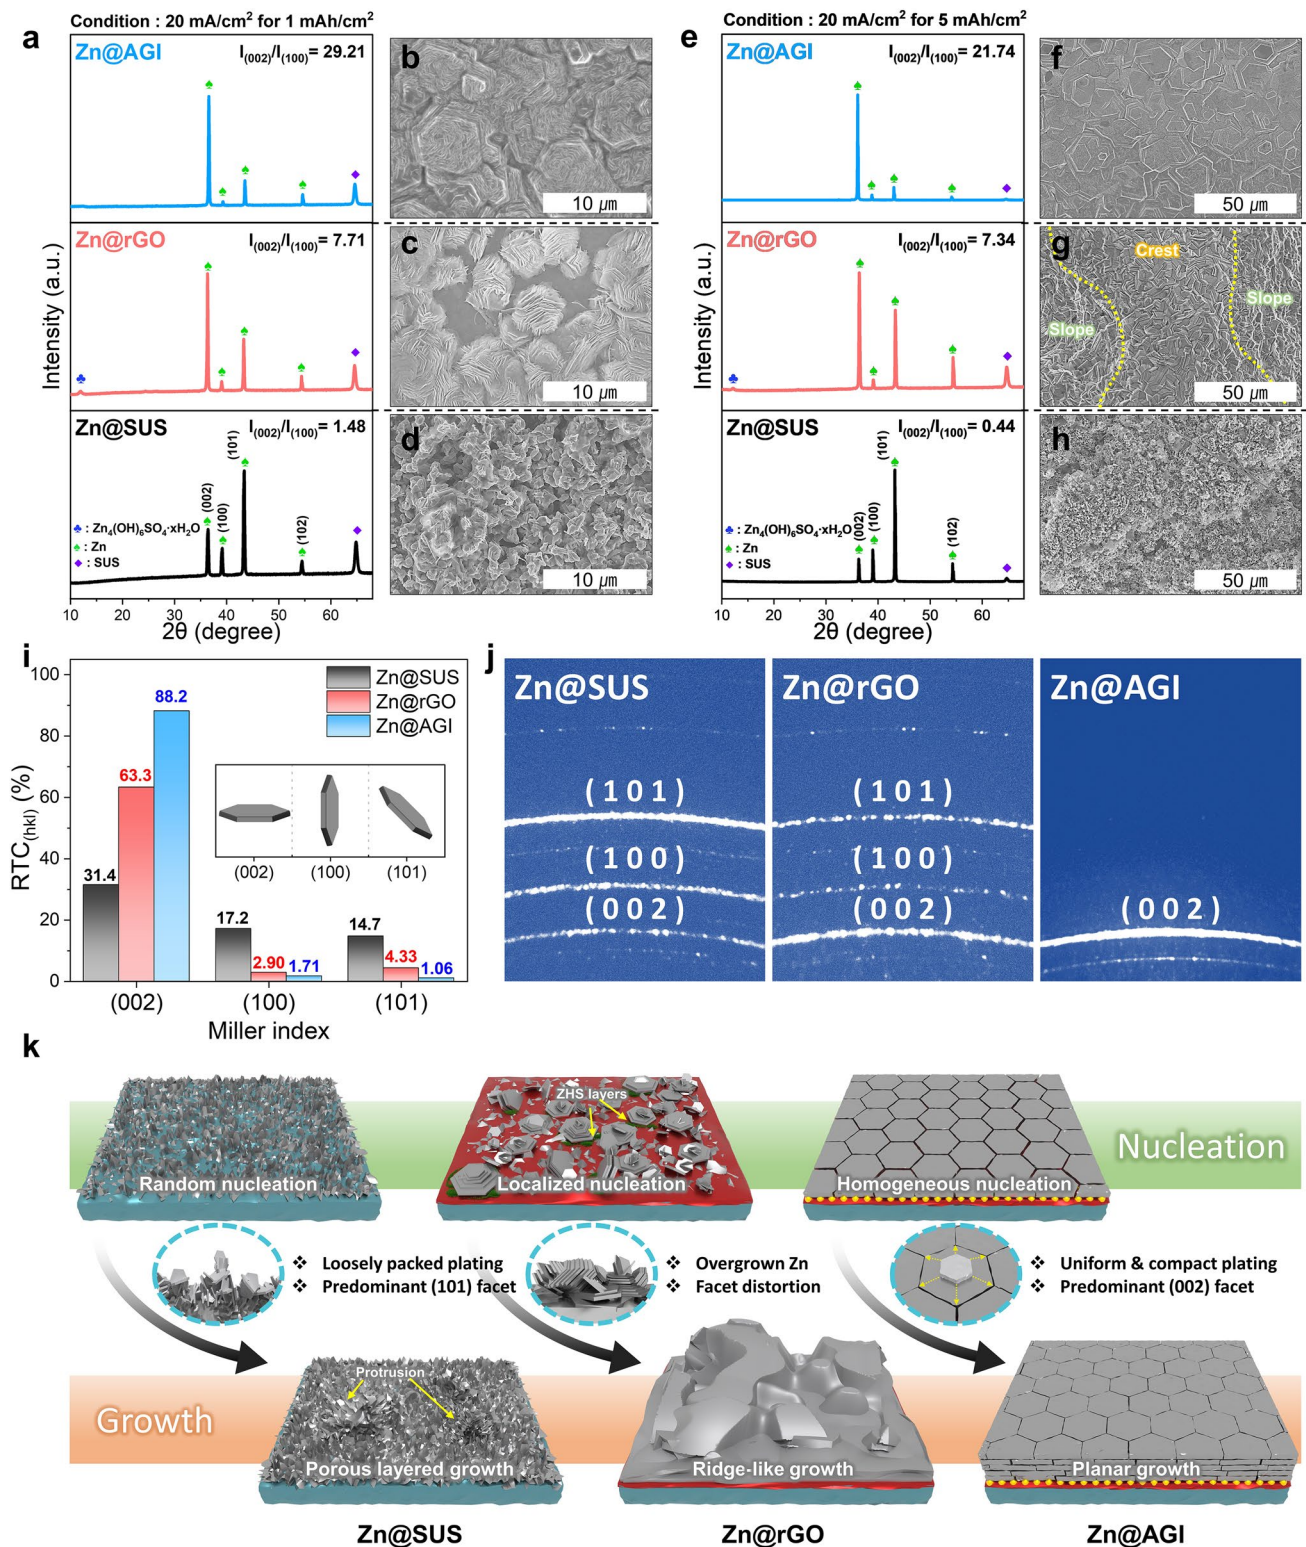 Condition : 20 mA/cm² for 1 mAh/cm²
a
Zn@AGI
I(002)/I(100)= 29.21
Zn@rGO
I(002)/I(100)= 7.71
Zn@SUS
I(002)/I(100)= 1.48
(002)
(100)
(101)
(102)
♣ : Zn₄(OH)₆SO₄·xH₂O
♠ : Zn
◆ : SUS
Intensity (a.u.)
10 20 30 40 50 60
2θ (degree)
b
10 ㎛
c
10 ㎛
d
10 ㎛
Condition : 20 mA/cm² for 5 mAh/cm²
e
Zn@AGI
I(002)/I(100)= 21.74
Zn@rGO
I(002)/I(100)= 7.34
Zn@SUS
I(002)/I(100)= 0.44
(002)
(100)
(101)
(102)
♣ : Zn₄(OH)₆SO₄·xH₂O
♠ : Zn
◆ : SUS
Intensity (a.u.)
10 20 30 40 50 60
2θ (degree)
f
50 ㎛
g
Crest
Slope
Slope
50 ㎛
h
50 ㎛
i
RTC(hkl) (%)
100
80
60
40
20
0
Zn@SUS
Zn@rGO
Zn@AGI
31.4
63.3
88.2
17.2
2.90
1.71
14.7
4.33
1.06
(002) (100) (101)
(002) (100) (101)
Miller index
j
Zn@SUS
(101)
(100)
(002)
Zn@rGO
(101)
(100)
(002)
Zn@AGI
(002)
k
Nucleation
Random nucleation
ZHS layers
Localized nucleation
Homogeneous nucleation
❖ Loosely packed plating
❖ Predominant (101) facet
❖ Overgrown Zn
❖ Facet distortion
❖ Uniform & compact plating
❖ Predominant (002) facet
Growth
Protrusion
Porous layered growth
Ridge-like growth
Planar growth
Zn@SUS
Zn@rGO
Zn@AGI